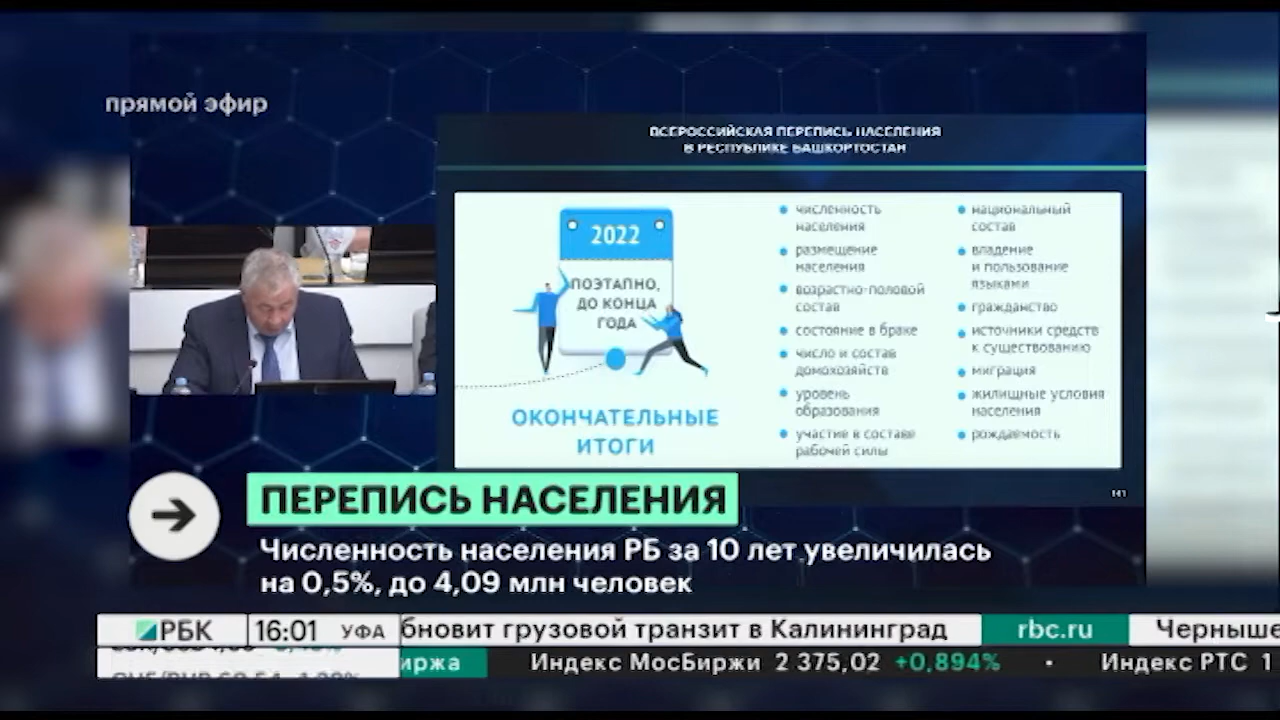 прямой эфир
ВСЕРОССИЙСКАЯ ПЕРЕПИСЬ НАСЕЛЕНИЯ
В РЕСПУБЛИКЕ БАШКОРТОСТАН
2022
ПОЭТАПНО,
ДО КОНЦА
ГОДА
ОКОНЧАТЕЛЬНЫЕ
ИТОГИ
численность
населения
размещение
населения
возрастно-половой
состав
состояние в браке
число и состав
домохозяйств
уровень
образования
участие в составе
рабочей силы
национальный
состав
владение
и пользование
языками
гражданство
источники средств
к существованию
миграция
жилищные условия
населения
рождаемость
ПЕРЕПИСЬ НАСЕЛЕНИЯ
Численность населения РБ за 10 лет увеличилась
на 0,5%, до 4,09 млн человек
РБК 16:01 УФА бновит грузовой транзит в Калининград rbc.ru Черныше
иржа Индекс МосБиржи 2 375,02 +0,894% • Индекс РТС 1